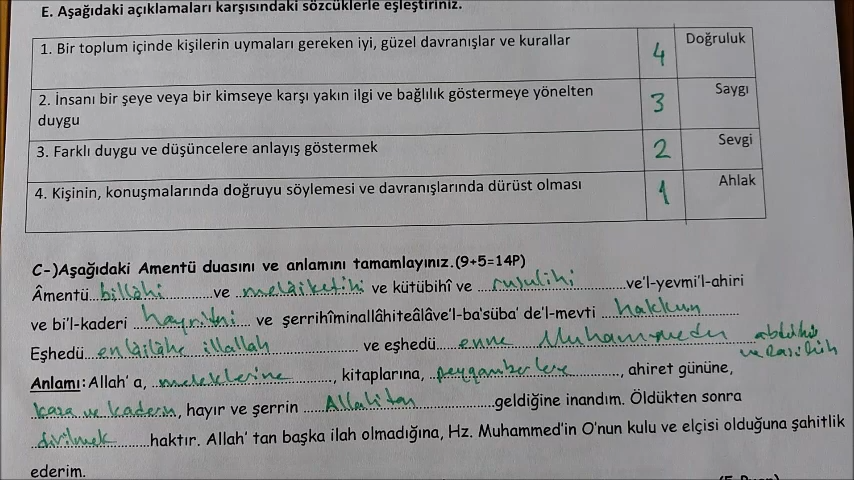 E. Aşağıdaki açıklamaları karşısındaki sözcüklerle eşleştiriniz.
1. Bir toplum içinde kişilerin uymaları gereken iyi, güzel davranışlar ve kurallar 4 Doğruluk
2. İnsanı bir şeye veya bir kimseye karşı yakın ilgi ve bağlılık göstermeye yönelten 3 Saygı
duygu
3. Farklı duygu ve düşüncelere anlayış göstermek 2 Sevgi
4. Kişinin, konuşmalarında doğruyu söylemesi ve davranışlarında dürüst olması 1 Ahlak
C-)Aşağıdaki Amentü duasını ve anlamını tamamlayınız.(9+5=14P)
Âmentü..billâhi..........ve ..melâiketihi ve kütübihî ve ...rusulihi..........ve'l-yevmi'l-ahiri
ve bi'l-kaderi ..hayrihi.. ve şerrihîminallâhiteâlâve'l-ba'süba' de'l-mevti ..hakkun........
Eşhedü...enlâilâhe illallah..........ve eşhedü....enne Muhammeden abduhû
ve rasûlüh
Anlamı: Allah' a, ...meleklerine.........., kitaplarına, ..peygamberlere.........., ahiret gününe,
kaza ve kadere, hayır ve şerrin ....Allah'tan..........geldiğine inandım. Öldükten sonra
dirilmek........haktır. Allah' tan başka ilah olmadığına, Hz. Muhammed'in O'nun kulu ve elçisi olduğuna şahitlik
ederim.